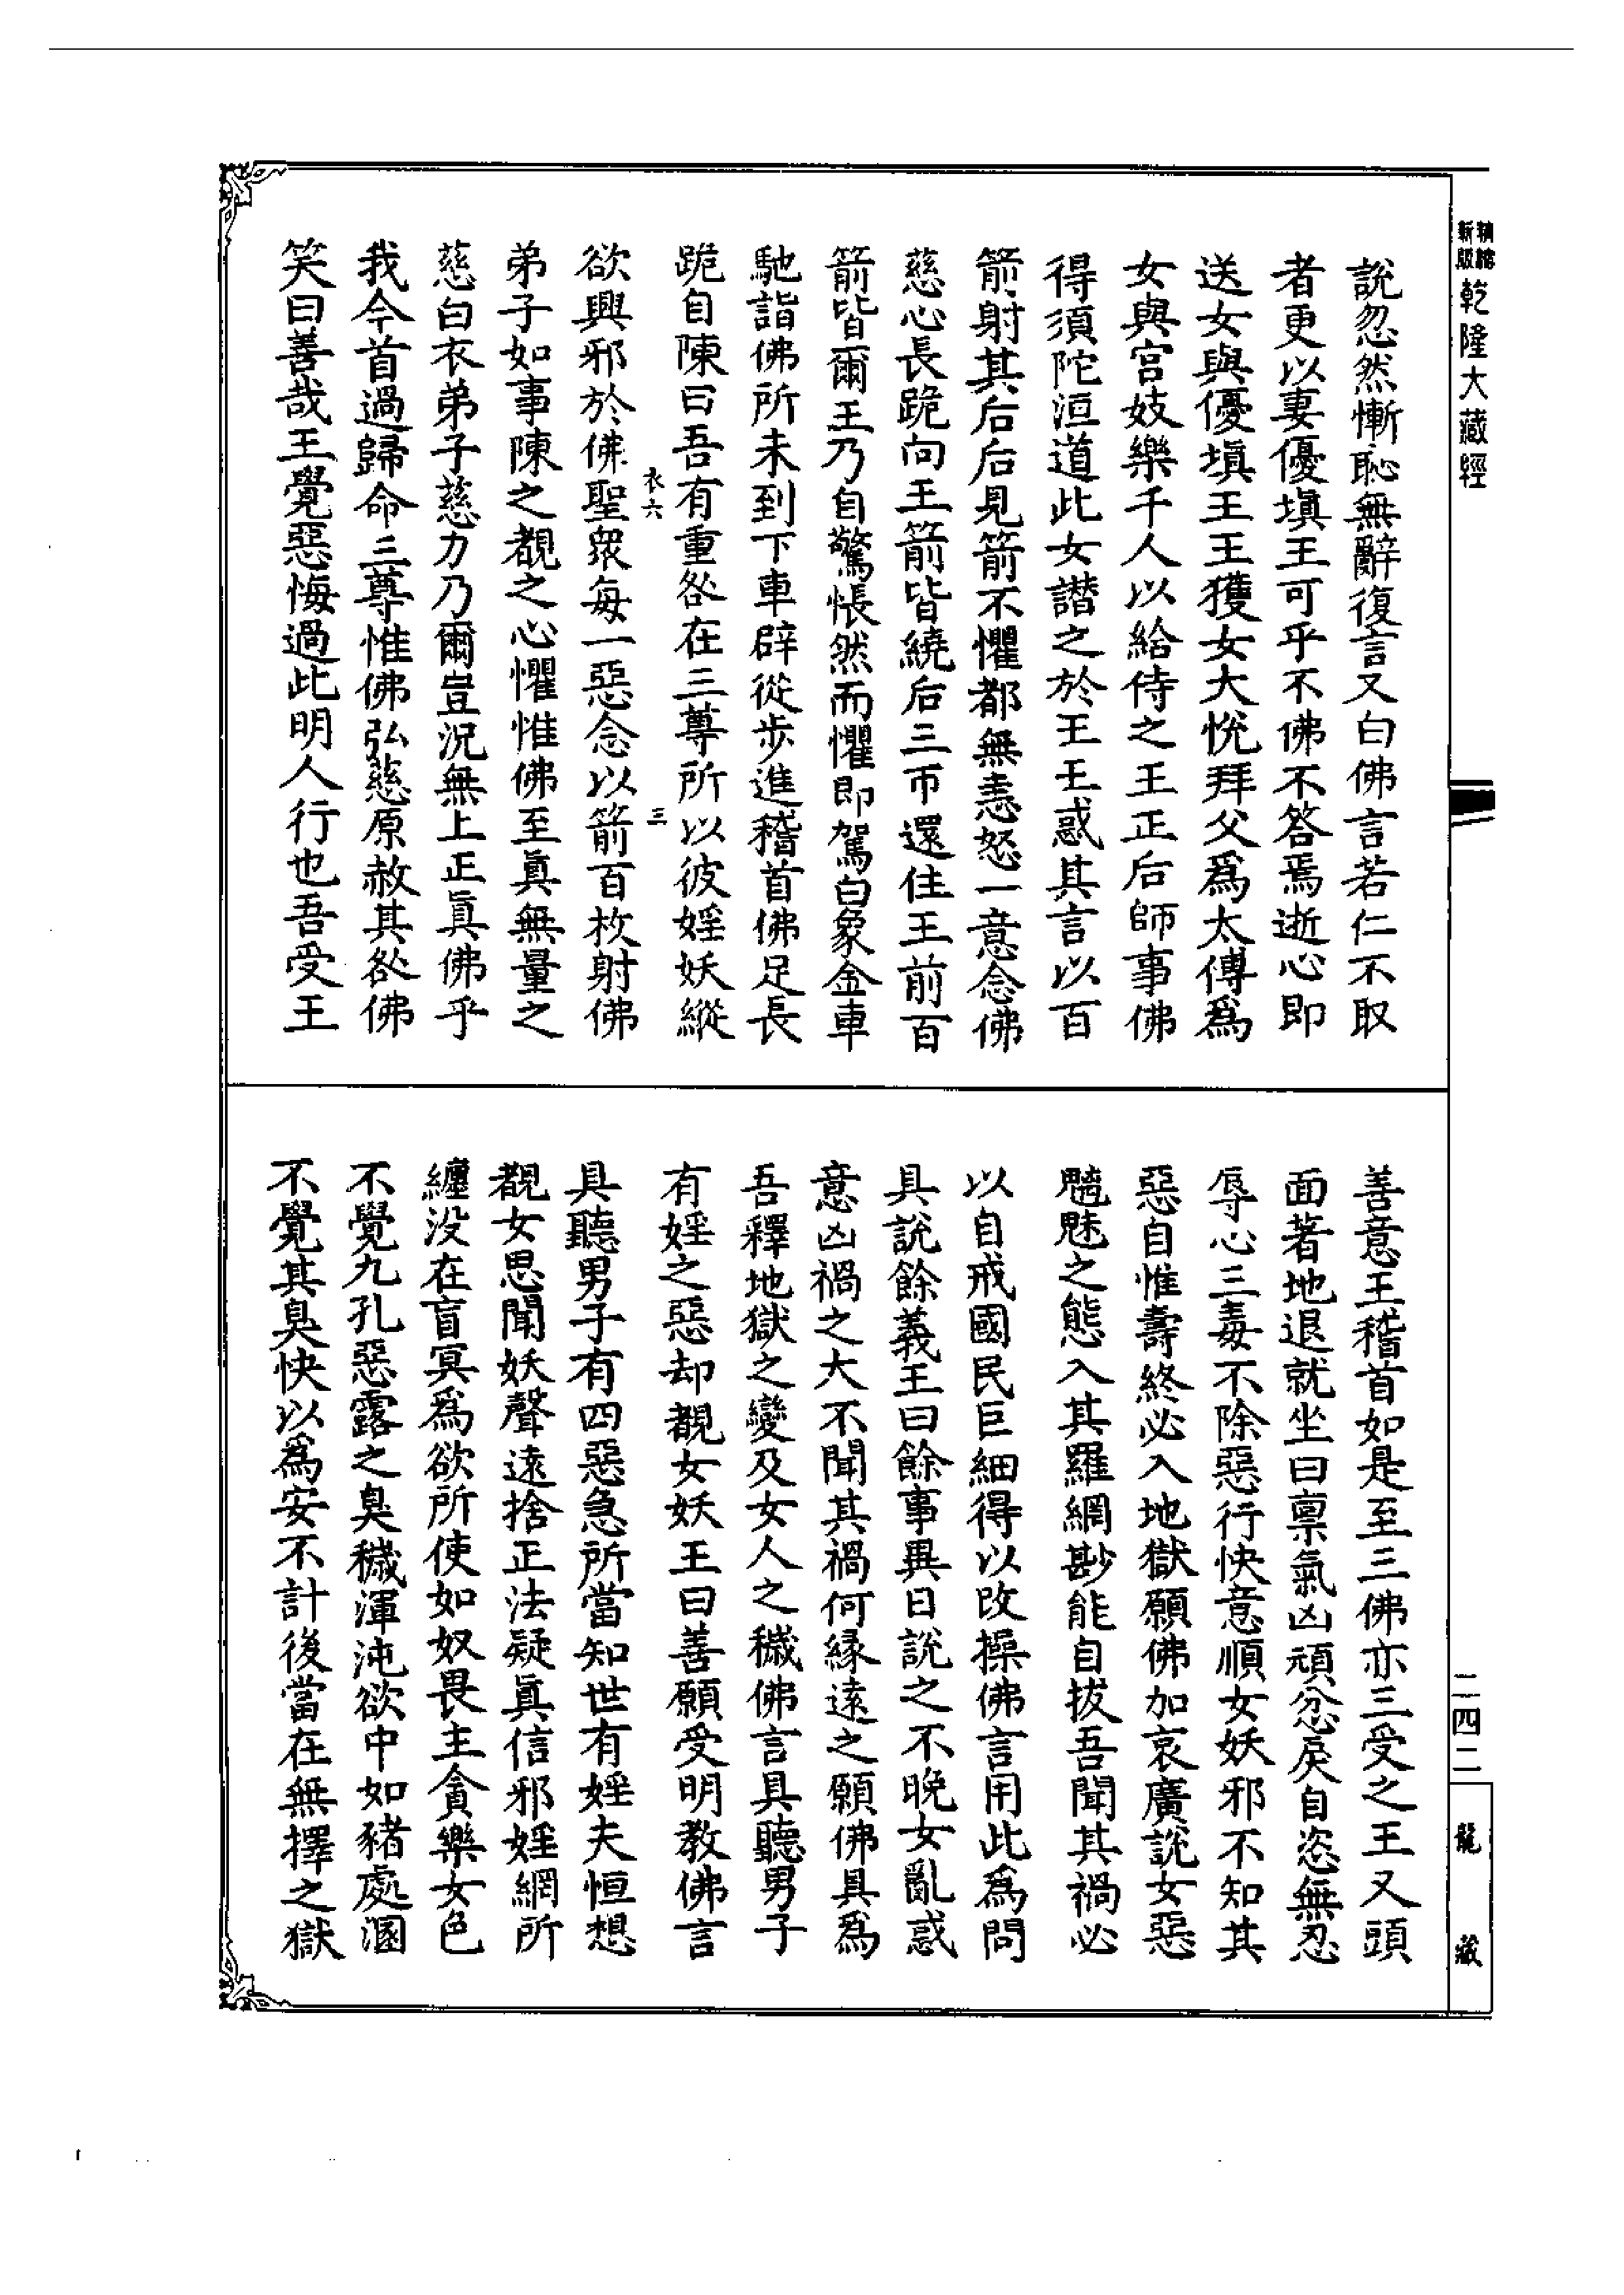 精縮新版乾隆大藏經
說忽然慚恥無辭復言又白佛言若仁不取
者更以妻優塡王可乎不佛不答焉逝心即
送女與優塡王王獲女大悅拜父爲太傅爲
女興宮妓樂千人以給侍之王正后師事佛
得須陀洹道此女譖之於王王惑其言以百
箭射其后后見箭不懼都無恚怒一意念佛
慈心長跪向王箭皆繞后三帀還住王前百
箭皆爾王乃自驚悵然而懼即駕白象金車
馳詣佛所未到下車辟從步進稽首佛足長
跪自陳曰吾有重咎在三尊所以彼婬妖縱
衣六 三
欲興邪於佛聖眾每一惡念以箭百枚射佛
弟子如事陳之覩之心懼惟佛至眞無量之
慈白衣弟子慈力乃爾豈況無上正眞佛乎
我今首過歸命三尊惟佛弘慈原赦其咎佛
笑曰善哉王覺惡悔過此明人行也吾受王
善意王稽首如是至三佛亦三受之王又頭
面著地退就坐曰禀氣凶頑忿戾自恣無忍
辱心三毒不除惡行快意順女妖邪不知其
惡自惟壽終必入地獄願佛加哀廣說女惡
魑魅之態入其羅網尠能自拔吾聞其禍必
以自戒國民巨細得以改操佛言用此爲問
具說餘義王曰餘事異日說之不晚女亂惑
意凶禍之大不聞其禍何緣遠之願佛具爲
吾釋地獄之變及女人之穢佛言具聽男子
有婬之惡却覩女妖王曰善願受明教佛言
具聽男子有四惡急所當知世有婬夫恒想
覩女思聞妖聲遠捨正法疑眞信邪婬網所
纏没在盲冥爲欲所使如奴畏主貪樂女色
不覺九孔惡露之臭穢渾沌欲中如豬處溷
不覺其臭快以爲安不計後當在無擇之獄
二四二
龍藏